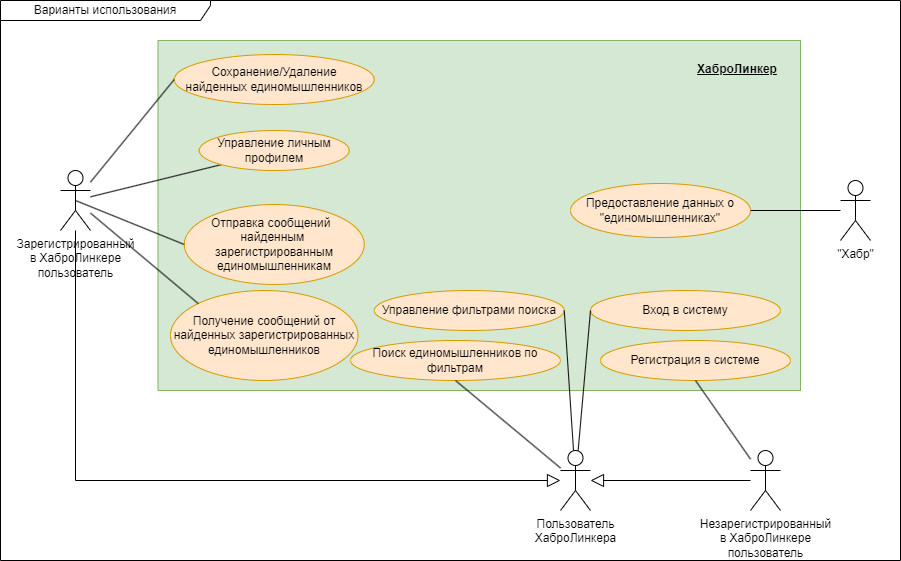 Варианты использования
ХаброЛинкер
Сохранение/Удаление
найденных единомышленников
Управление личным
профилем
Отправка сообщений
найденным
зарегистрированным
единомышленникам
Получение сообщений от
найденных зарегистрированных
единомышленников
Предоставление данных о
"единомышленниках"
"Хабр"
Зарегистрированный
в ХаброЛинкере
пользователь
Управление фильтрами поиска
Вход в систему
Поиск единомышленников по
фильтрам
Регистрация в системе
Пользователь
ХаброЛинкера
Незарегистрированный
в ХаброЛинкере
пользователь